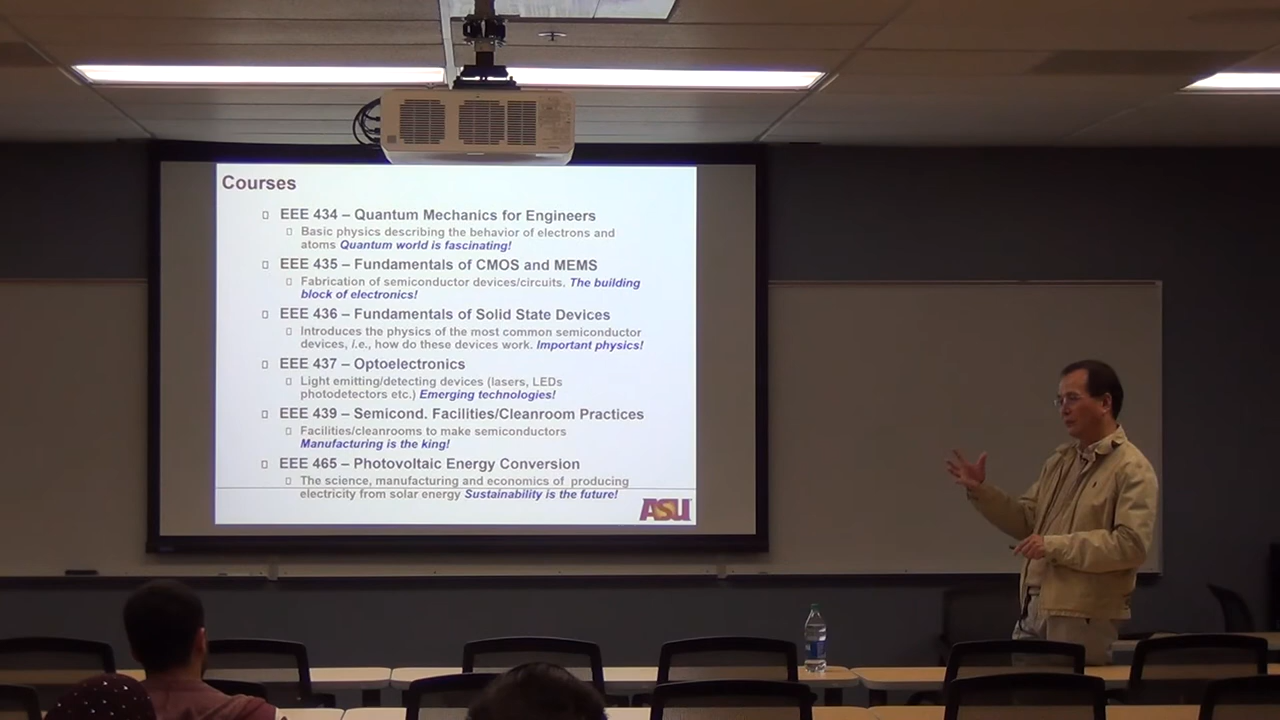 Courses
EEE 434 – Quantum Mechanics for Engineers
Basic physics describing the behavior of electrons and
atoms Quantum world is fascinating!
EEE 435 – Fundamentals of CMOS and MEMS
Fabrication of semiconductor devices/circuits. The building
block of electronics!
EEE 436 – Fundamentals of Solid State Devices
Introduces the physics of the most common semiconductor
devices, i.e., how do these devices work. Important physics!
EEE 437 – Optoelectronics
Light emitting/detecting devices (lasers, LEDs
photodetectors etc.) Emerging technologies!
EEE 439 – Semicond. Facilities/Cleanroom Practices
Facilities/cleanrooms to make semiconductors
Manufacturing is the king!
EEE 465 – Photovoltaic Energy Conversion
The science, manufacturing and economics of producing
electricity from solar energy Sustainability is the future!
ASU